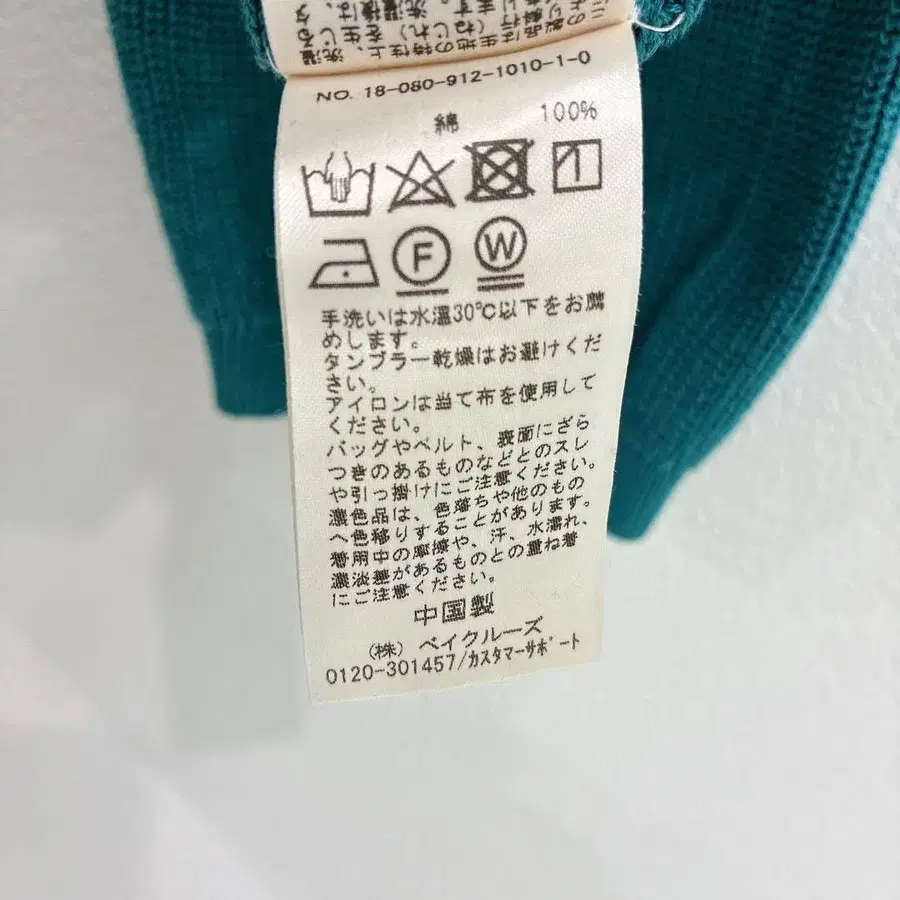 NO. 18-080-912-1010-1-0
綿 100%
F W
手洗いは水温30℃以下をお薦
めします。
タンブラー乾燥はお避けくだ
さい。
アイロンは当て布を使用して
ください。
バッグやベルト、表面にざら
つきのあるものなどとのスレ
や引っ掛けにご注意ください。
濃色品は、色落ちや他のもの
へ色移りすることがあります。
着用中の摩擦や、汗、水濡れ、
濃淡差があるものとの重ね着
にご注意ください。
中国製
(株) ベイクルーズ
0120-301457/カスタマーサポート